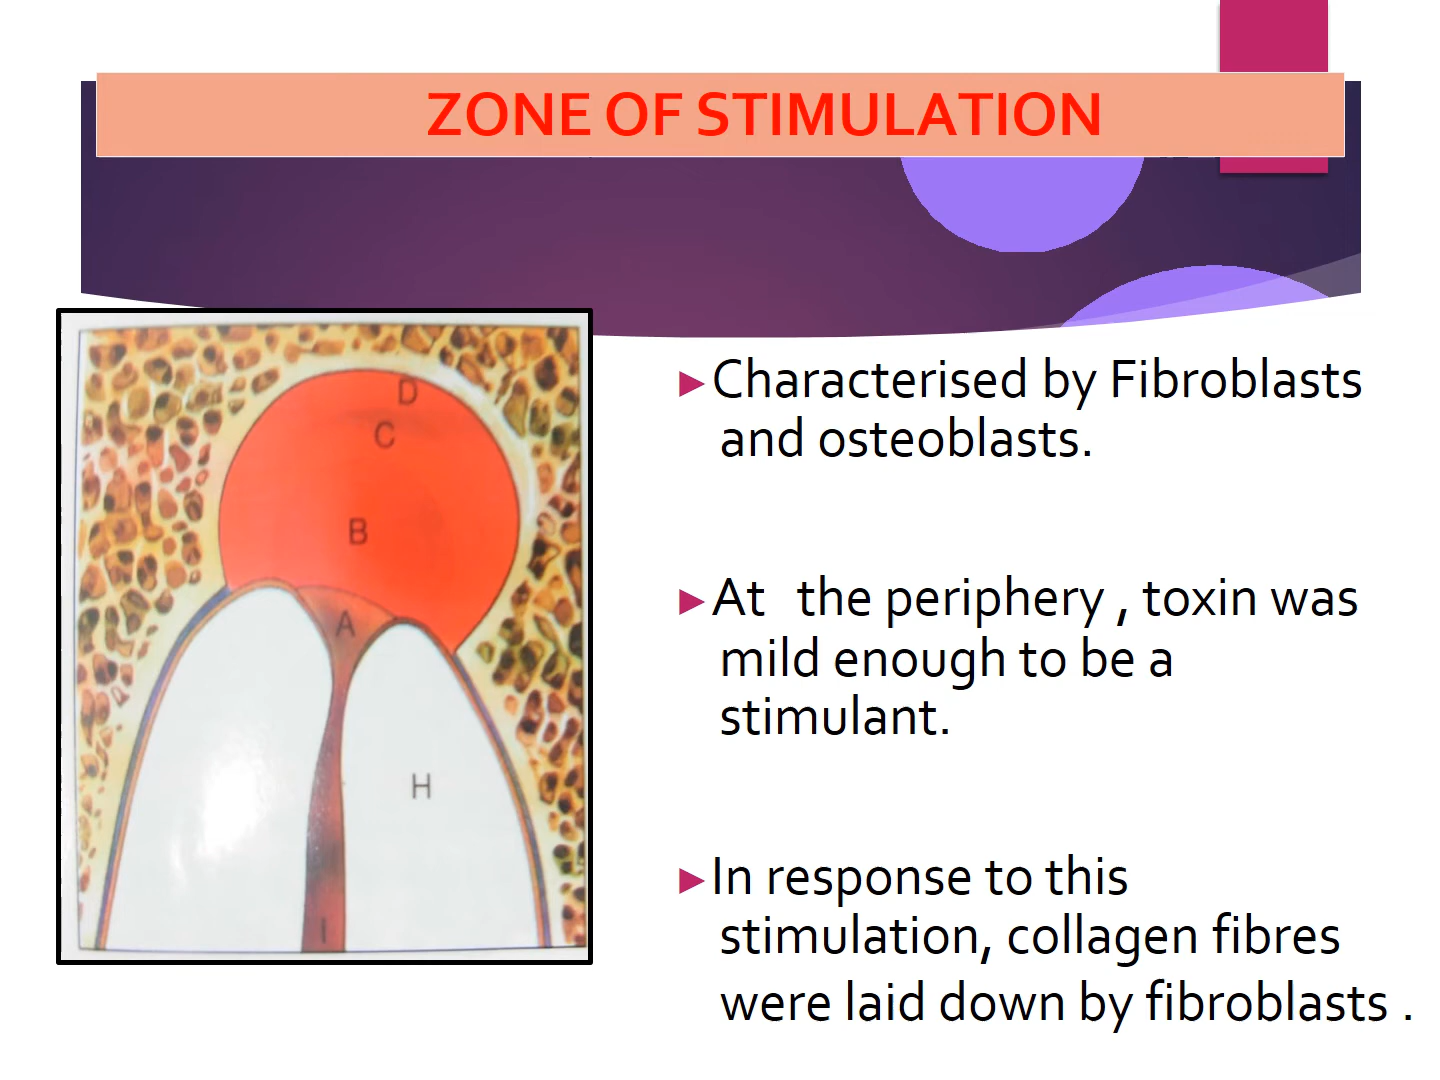 ZONE OF STIMULATION
D
C
B
A
H
I
►Characterised by Fibroblasts
and osteoblasts.
►At the periphery , toxin was
mild enough to be a
stimulant.
►In response to this
stimulation, collagen fibres
were laid down by fibroblasts .